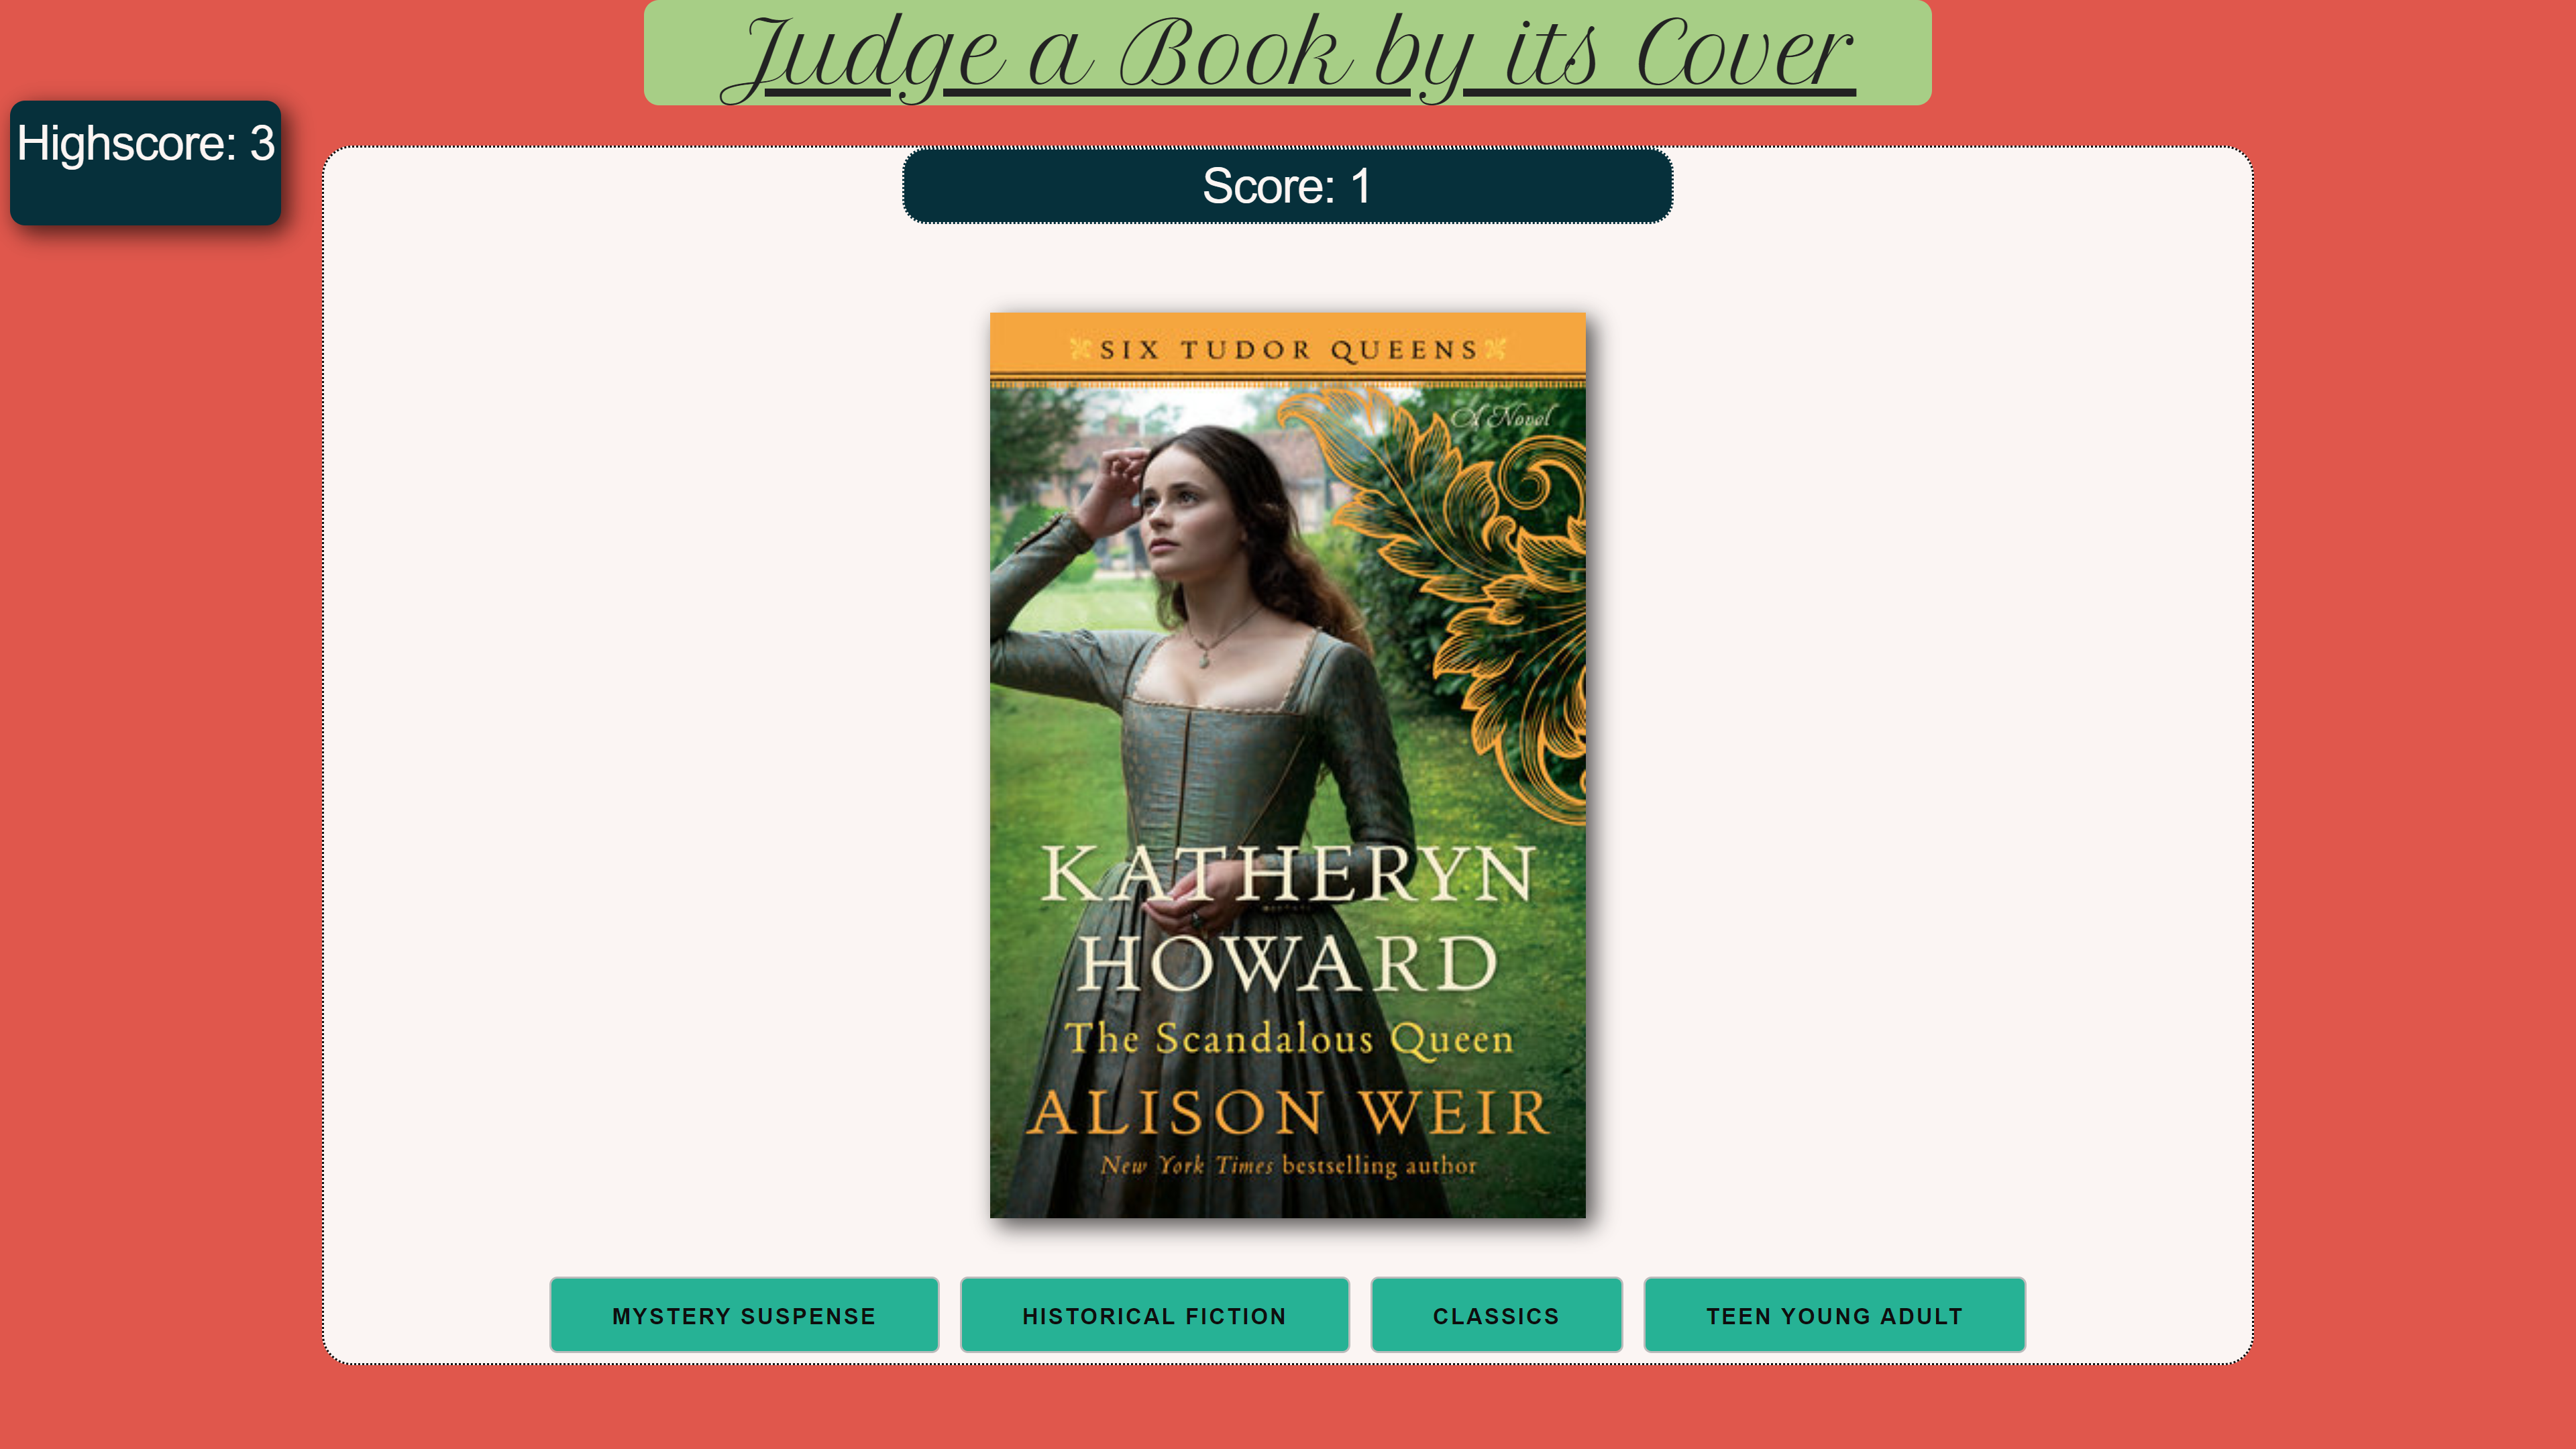 Judge a Book by its Cover
Highscore: 3
Score: 1
SIX TUDOR QUEENS
A Novel
KATHERYN
HOWARD
The Scandalous Queen
ALISON WEIR
New York Times bestselling author
MYSTERY SUSPENSE
HISTORICAL FICTION
CLASSICS
TEEN YOUNG ADULT